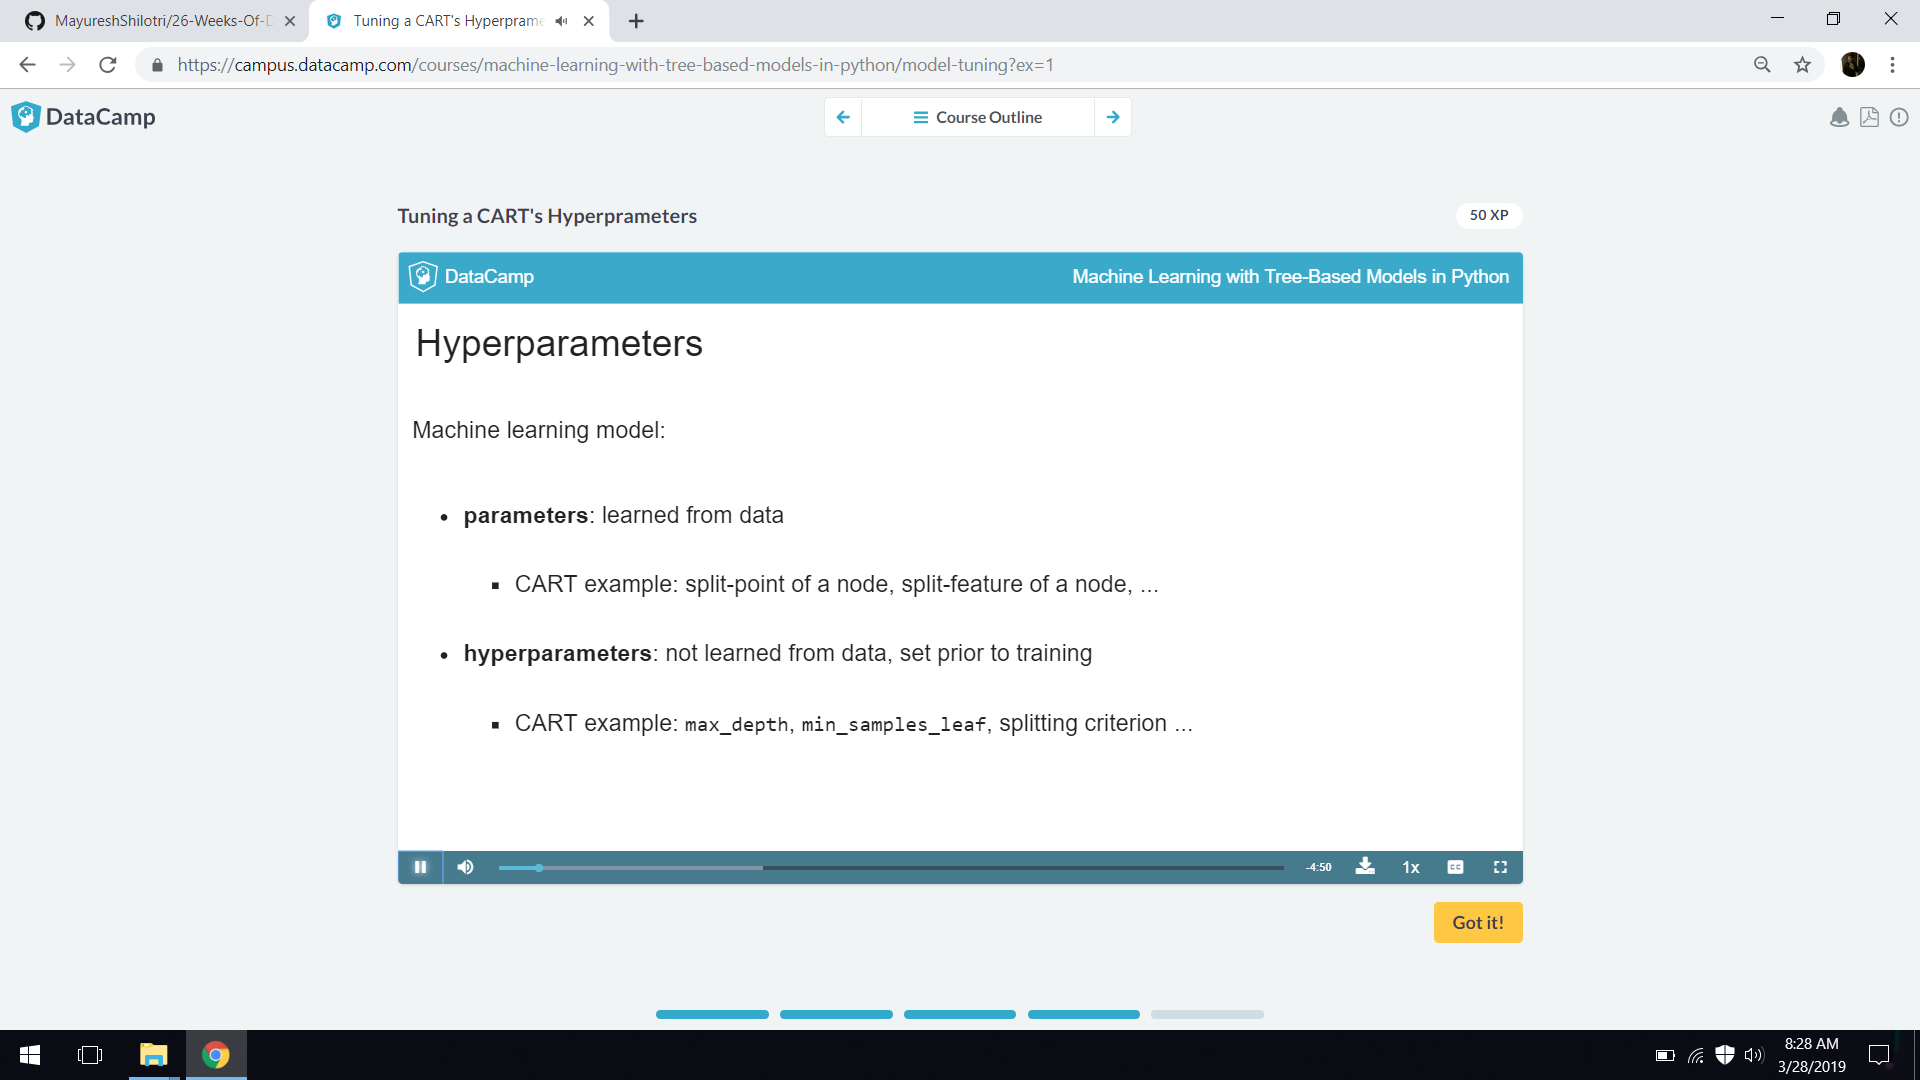 MayureshShilotri/26-Weeks-Of-D
Tuning a CART's Hyperprame
https://campus.datacamp.com/courses/machine-learning-with-tree-based-models-in-python/model-tuning?ex=1
DataCamp
Course Outline
Tuning a CART's Hyperprameters
50 XP
DataCamp
Machine Learning with Tree-Based Models in Python
Hyperparameters
Machine learning model:
• parameters: learned from data
▪ CART example: split-point of a node, split-feature of a node, ...
• hyperparameters: not learned from data, set prior to training
▪ CART example: max_depth, min_samples_leaf, splitting criterion ...
-4:50
1x
CC
Got it!
8:28 AM
3/28/2019